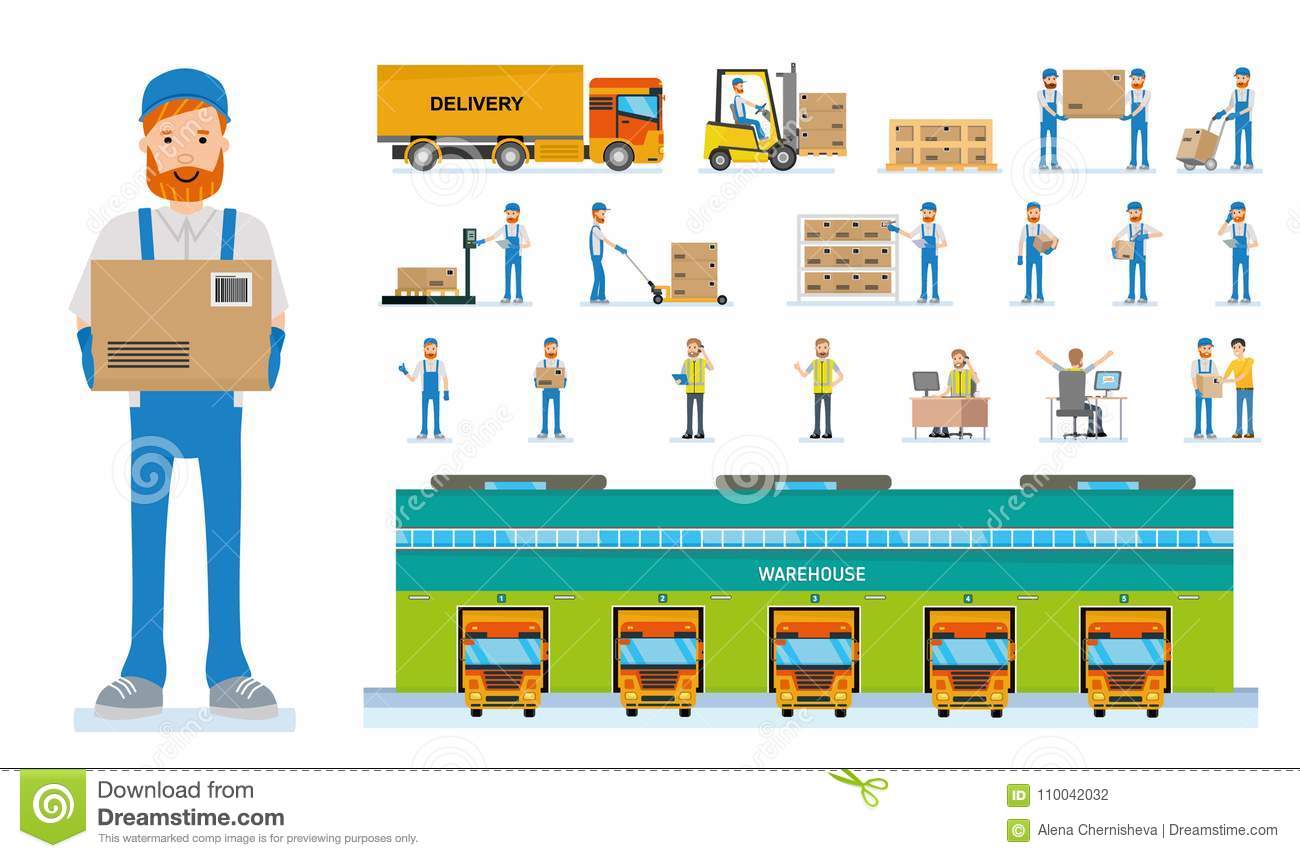 DELIVERY
WAREHOUSE
1 2 3 4 5
Download from
Dreamstime.com
This watermarked comp image is for previewing purposes only.
ID 110042032
© Alena Chernisheva | Dreamstime.com